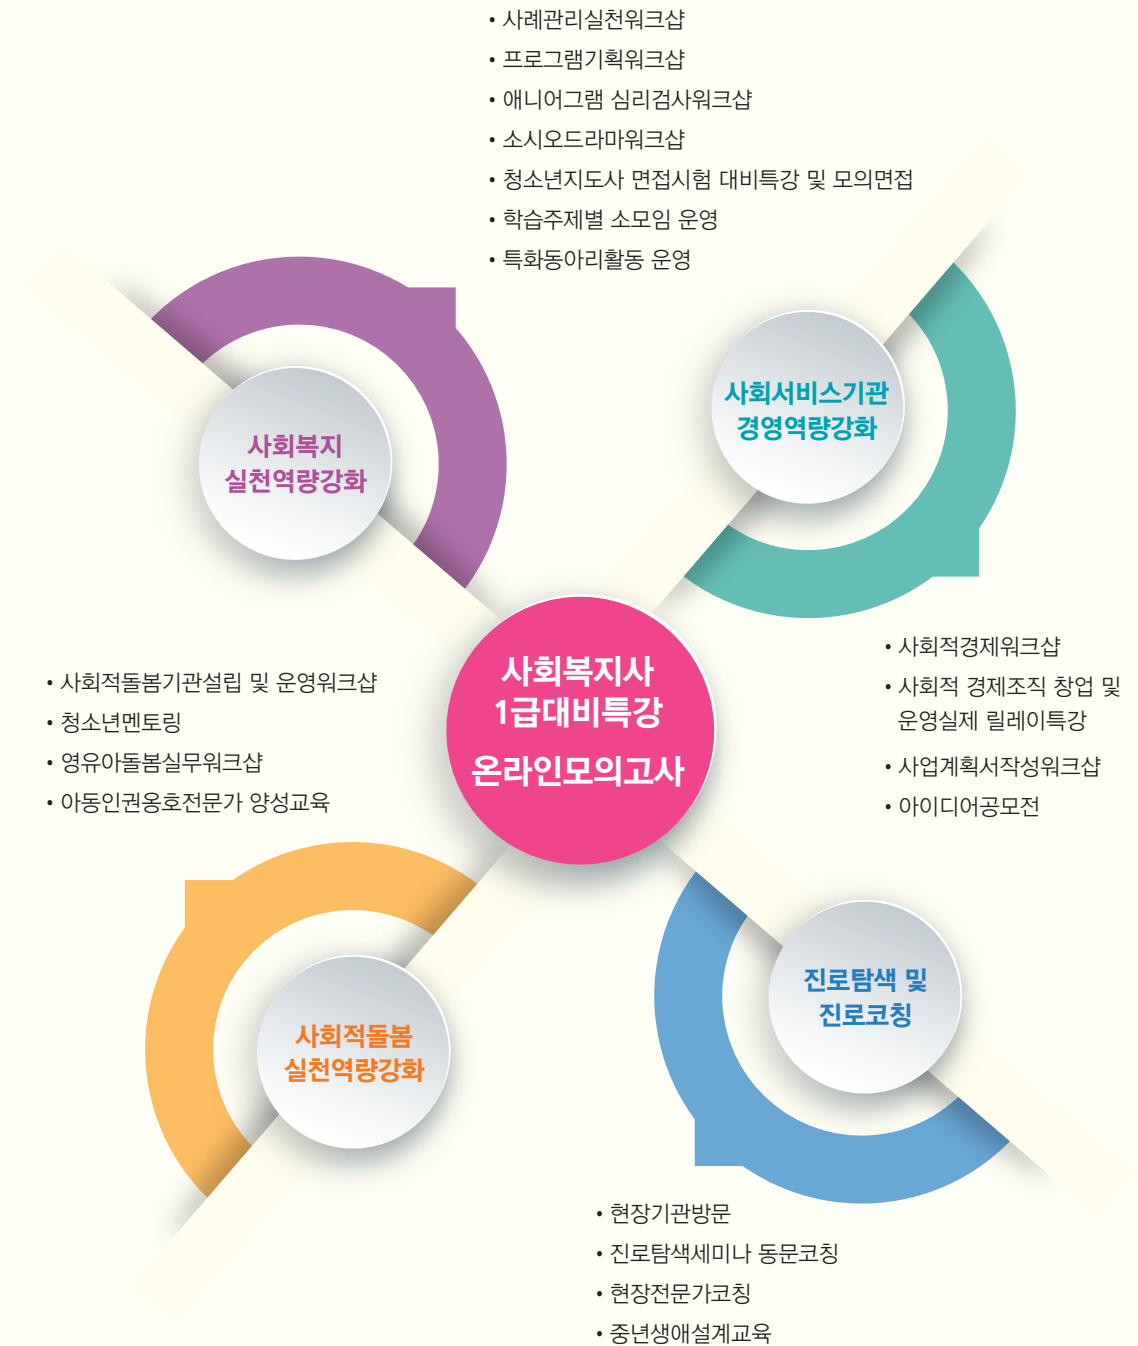 • 사례관리실천워크샵
• 프로그램기획워크샵
• 애니어그램 심리검사워크샵
• 소시오드라마워크샵
• 청소년지도사 면접시험 대비특강 및 모의면접
• 학습주제별 소모임 운영
• 특화동아리활동 운영
사회복지
실천역량강화
사회서비스기관
경영역량강화
• 사회적돌봄기관설립 및 운영워크샵
• 청소년멘토링
• 영유아돌봄실무워크샵
• 아동인권옹호전문가 양성교육
사회복지사
1급대비특강
온라인모의고사
• 사회적경제워크샵
• 사회적 경제조직 창업 및
운영실제 릴레이특강
• 사업계획서작성워크샵
• 아이디어공모전
사회적돌봄
실천역량강화
진로탐색 및
진로코칭
• 현장기관방문
• 진로탐색세미나 동문코칭
• 현장전문가코칭
• 중년생애설계교육